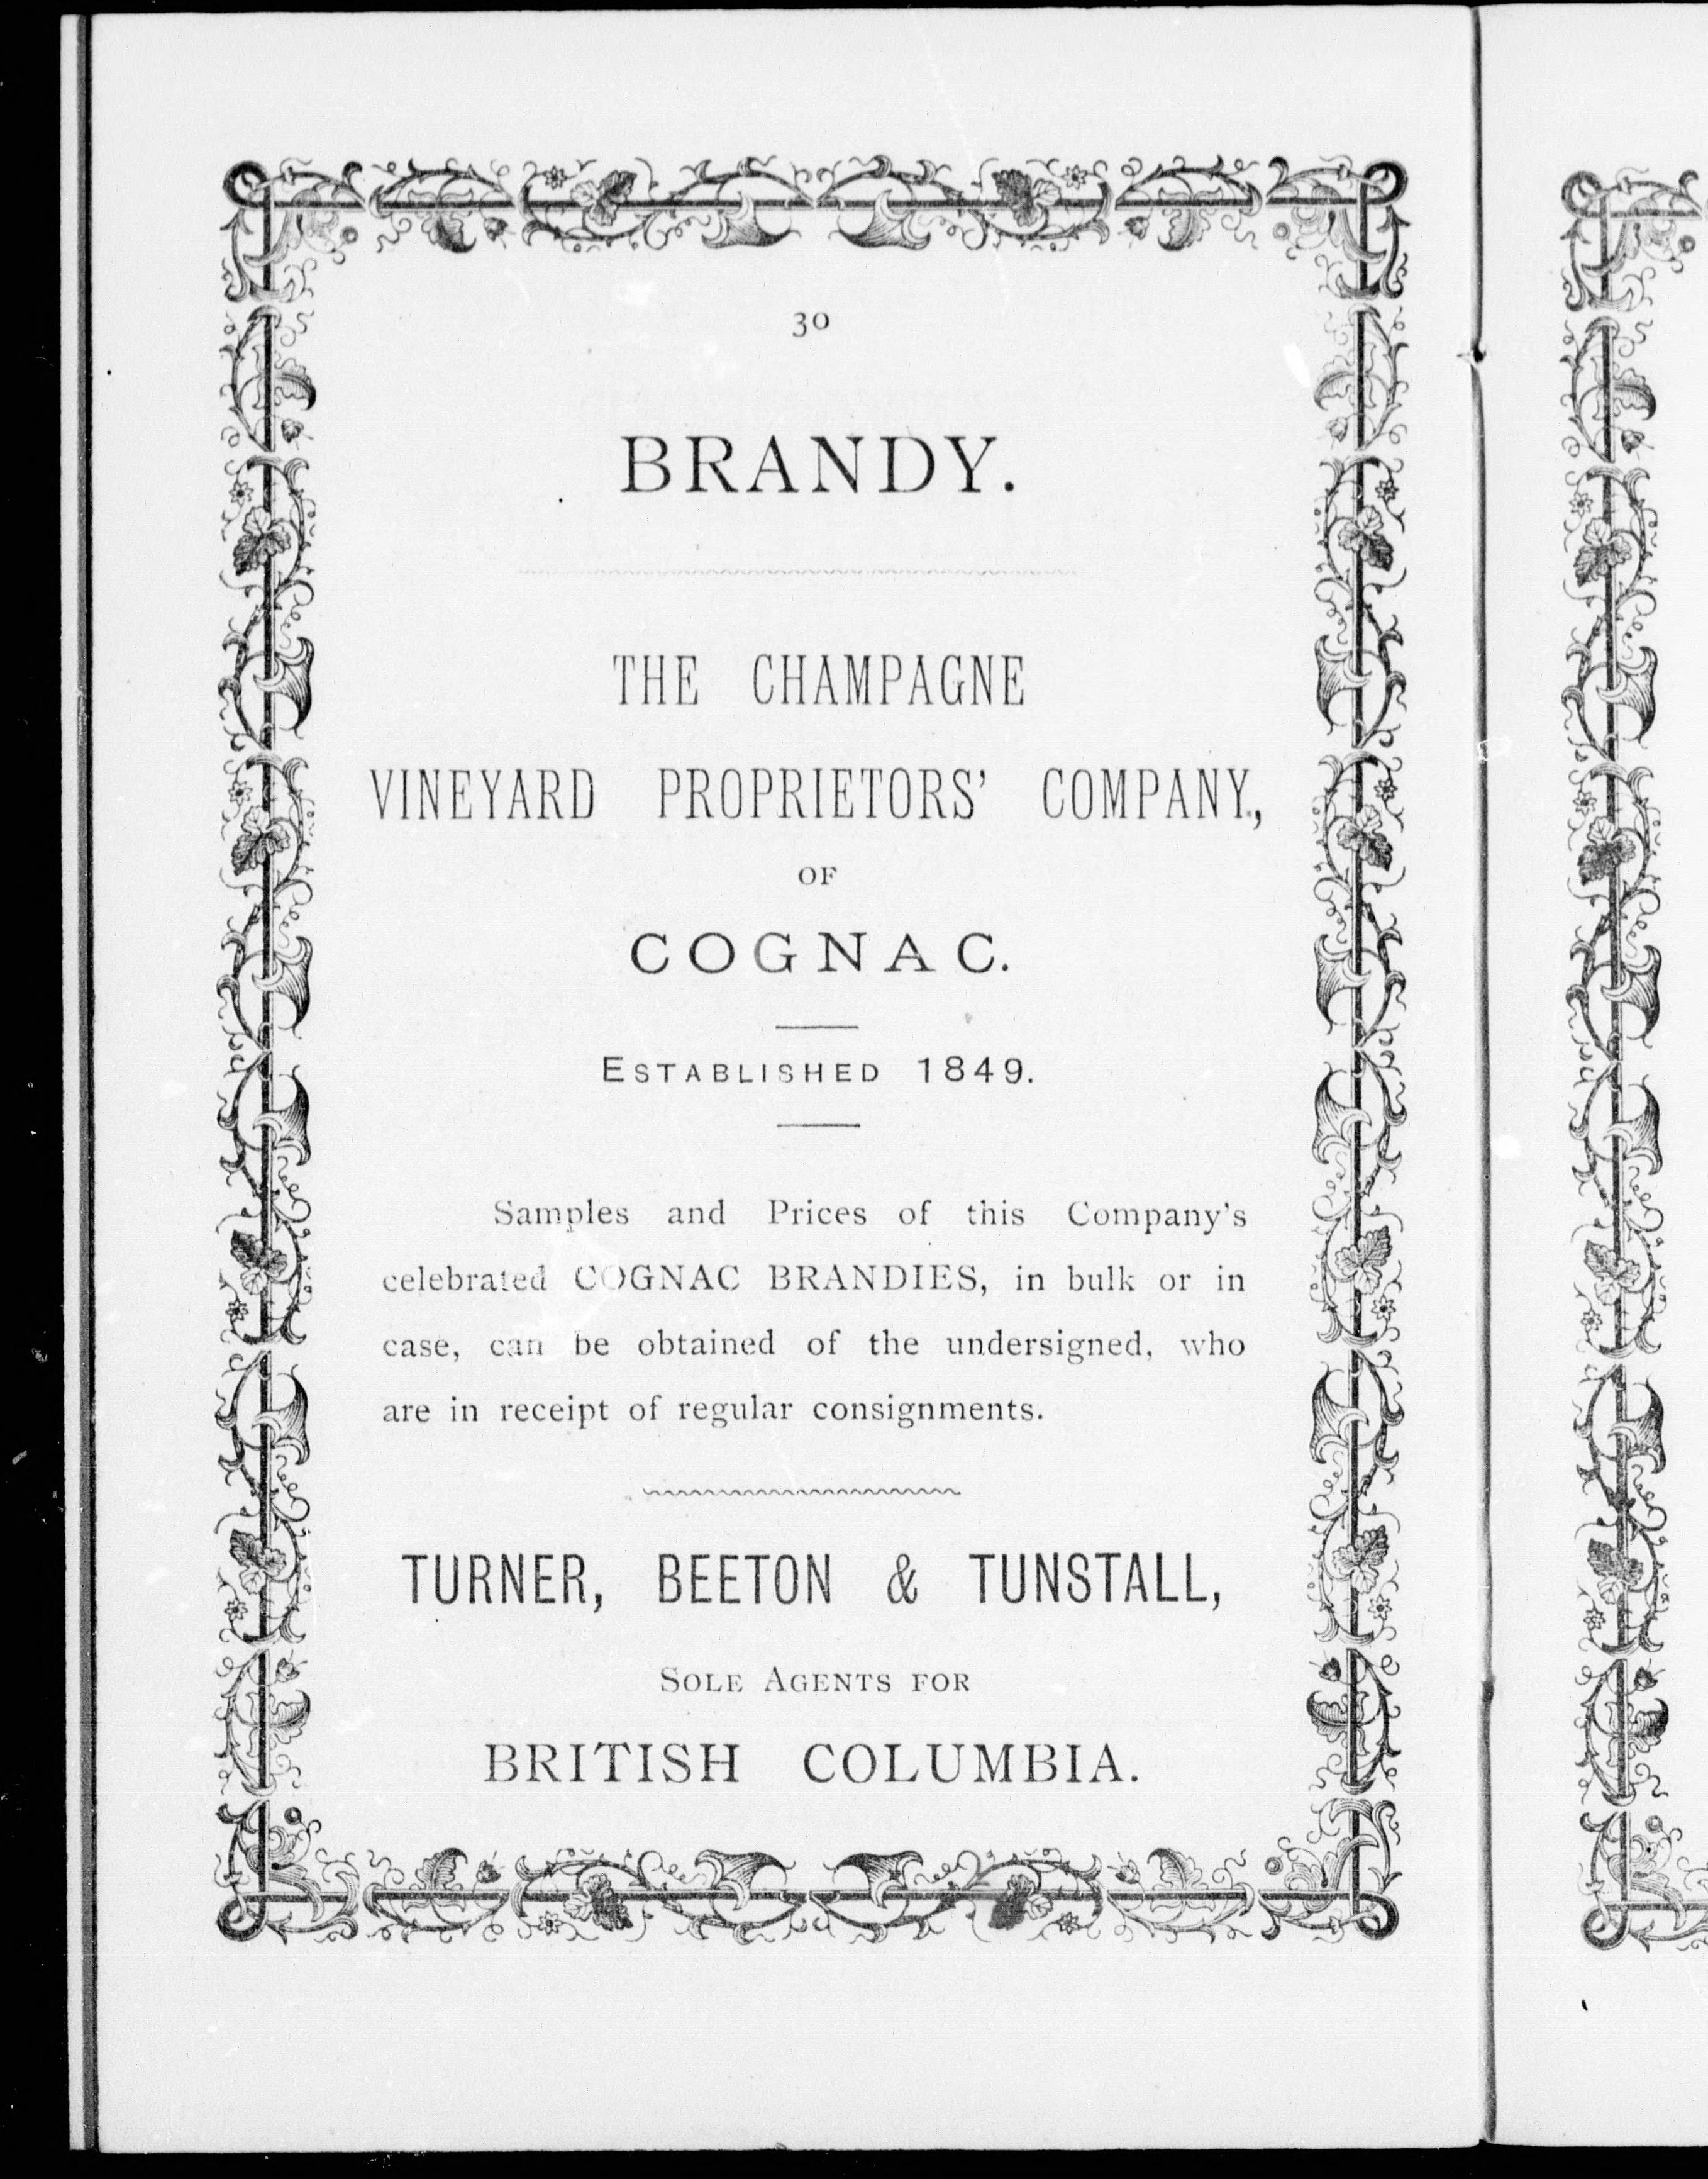 30
BRANDY.
THE CHAMPAGNE
VINEYARD PROPRIETORS' COMPANY,
OF
COGNAC.
ESTABLISHED 1849.
Samples and Prices of this Company's
celebrated COGNAC BRANDIES, in bulk or in
case, can be obtained of the undersigned, who
are in receipt of regular consignments.
TURNER, BEETON & TUNSTALL,
SOLE AGENTS FOR
BRITISH COLUMBIA.